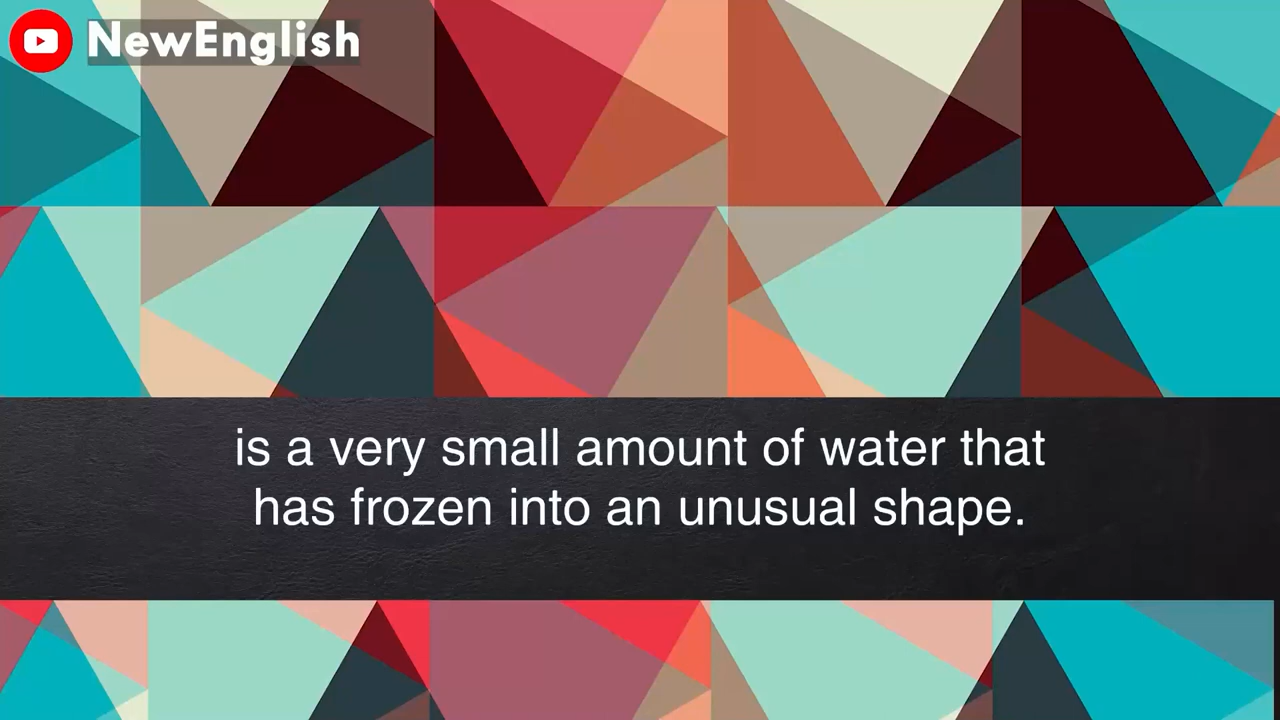 NewEnglish
is a very small amount of water that
has frozen into an unusual shape.